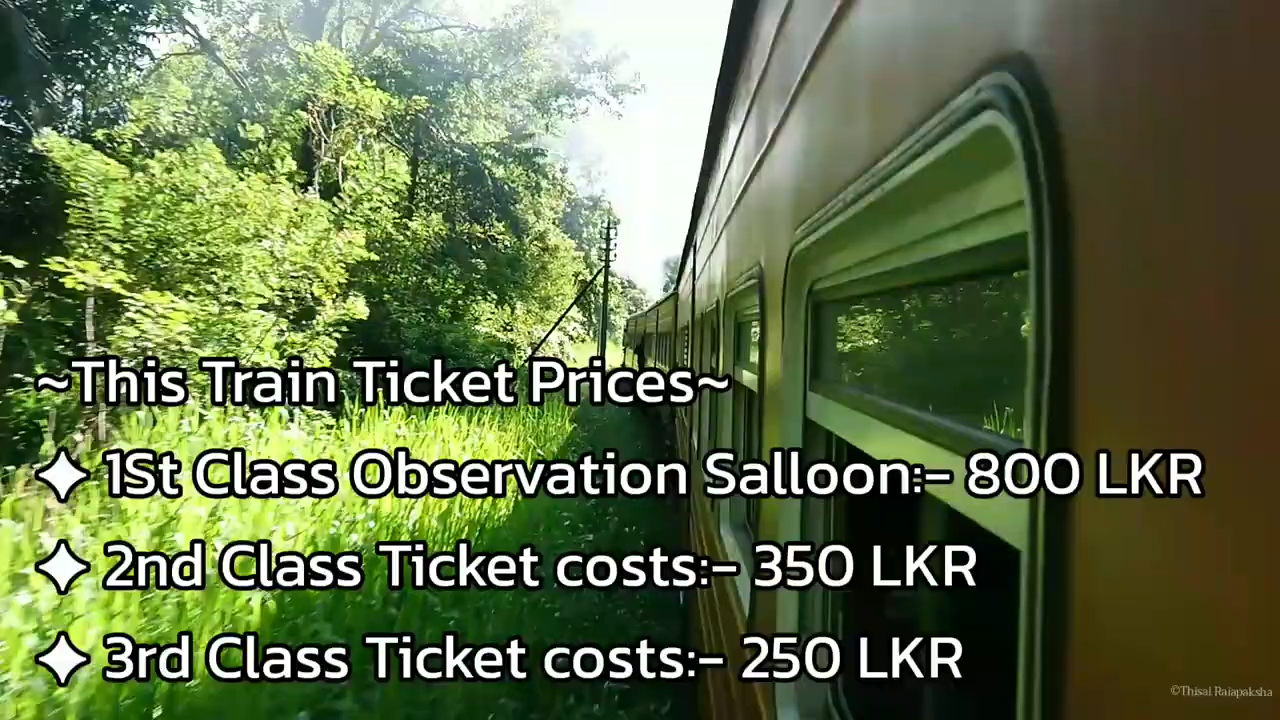 ~This Train Ticket Prices~
✦ 1St Class Observation Salloon:- 800 LKR
✦ 2nd Class Ticket costs:- 350 LKR
✦ 3rd Class Ticket costs:- 250 LKR
©Thisal Rajapaksha